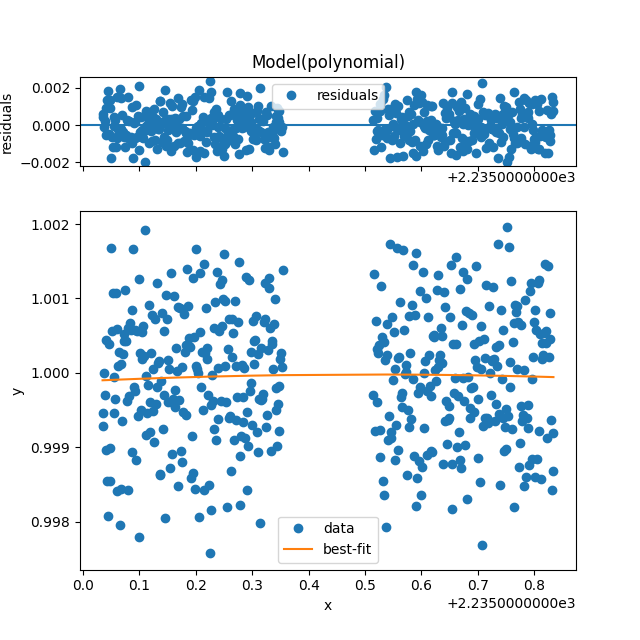 Model(polynomial)
0.002
0.000
−0.002
residuals
residuals
+2.2350000000e3
1.002
1.001
1.000
0.999
0.998
y
data
best-fit
0.0 0.1 0.2 0.3 0.4 0.5 0.6 0.7 0.8
x
+2.2350000000e3